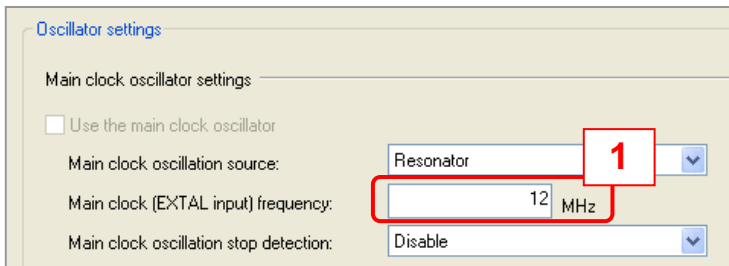 Oscillator settings
Main clock oscillator settings
Use the main clock oscillator
Main clock oscillation source: Resonator
1
Main clock (EXTAL input) frequency: 12 MHz
Main clock oscillation stop detection: Disable